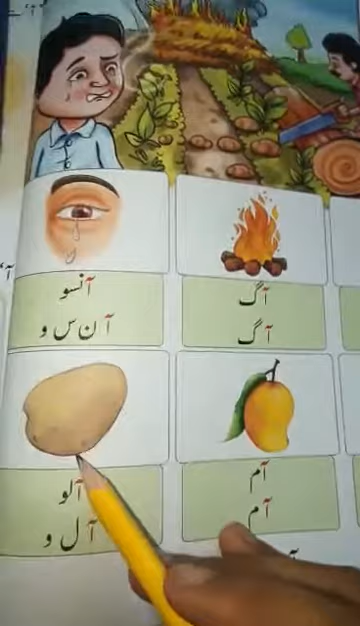 آنسو
آ ن س و
آگ
آ گ
آلو
آ ل و
آم
آ م